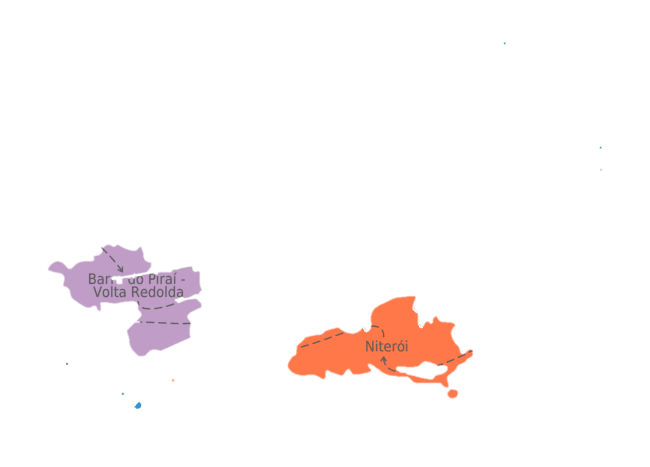 do Piraí -
Volta Redolda
Niterói